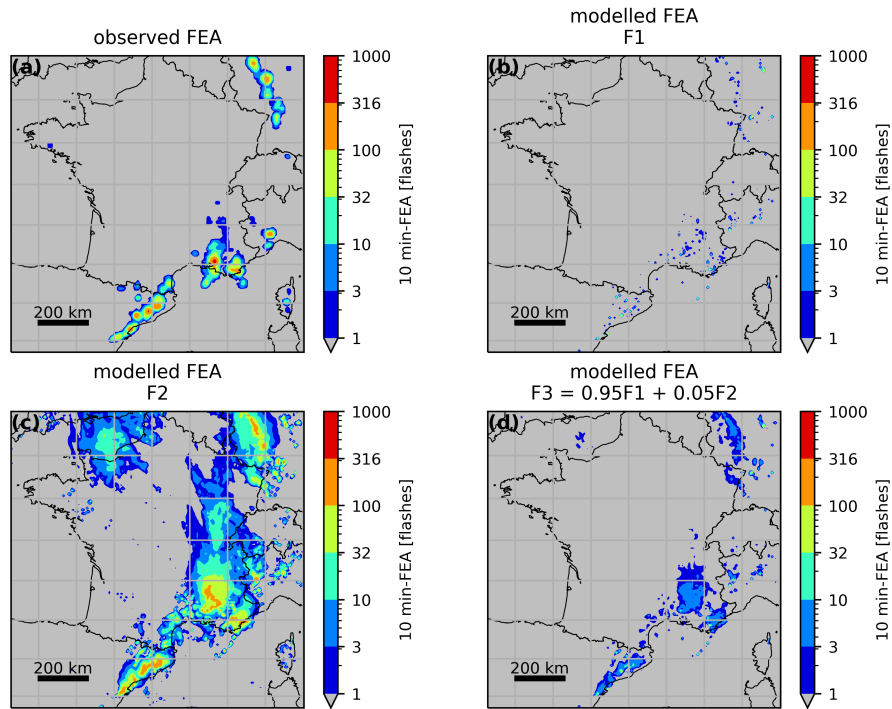 observed FEA
(a)
200 km
1000
316
100
32
10
3
1
10 min-FEA [flashes]
modelled FEA
F1
(b)
200 km
1000
316
100
32
10
3
1
10 min-FEA [flashes]
modelled FEA
F2
(c)
200 km
1000
316
100
32
10
3
1
10 min-FEA [flashes]
modelled FEA
F3 = 0.95F1 + 0.05F2
(d)
200 km
1000
316
100
32
10
3
1
10 min-FEA [flashes]